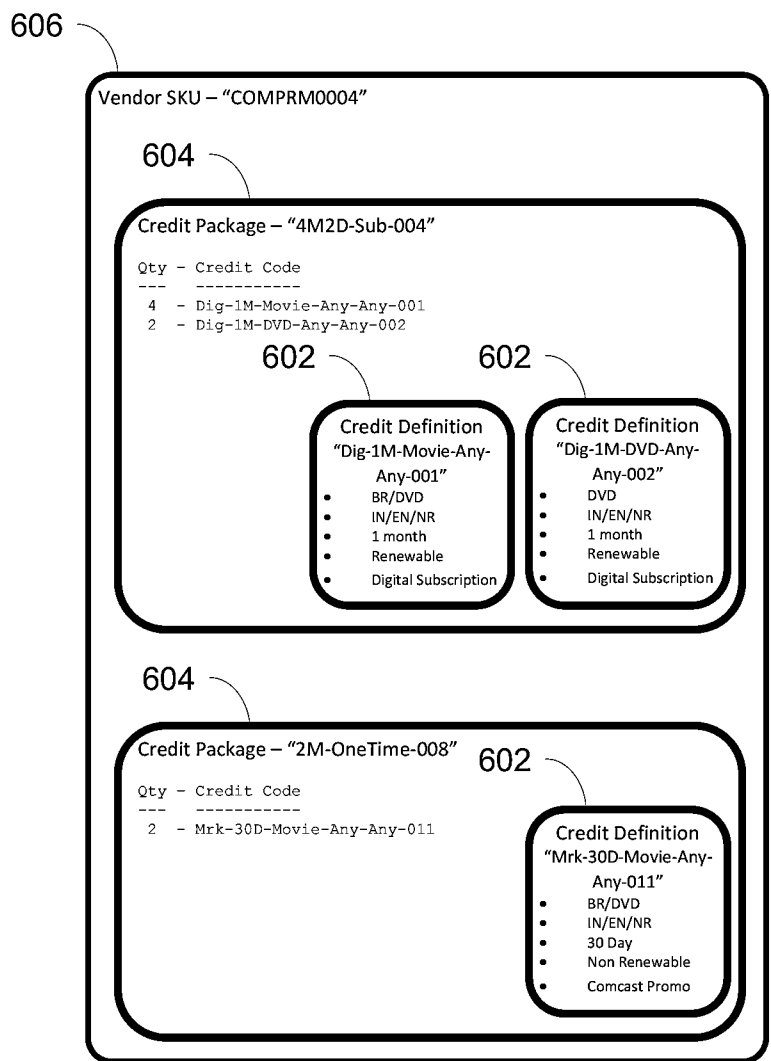 606
Vendor SKU – “COMPRM0004”
604
Credit Package – “4M2D-Sub-004”
Qty - Credit Code
--- -----------
4 - Dig-1M-Movie-Any-Any-001
2 - Dig-1M-DVD-Any-Any-002
602
602
Credit Definition
“Dig-1M-Movie-Any-
Any-001”
• BR/DVD
• IN/EN/NR
• 1 month
• Renewable
• Digital Subscription
Credit Definition
“Dig-1M-DVD-Any-
Any-002”
• DVD
• IN/EN/NR
• 1 month
• Renewable
• Digital Subscription
604
Credit Package – “2M-OneTime-008”
602
Qty - Credit Code
--- -----------
2 - Mrk-30D-Movie-Any-Any-011
Credit Definition
“Mrk-30D-Movie-Any-
Any-011”
• BR/DVD
• IN/EN/NR
• 30 Day
• Non Renewable
• Comcast Promo